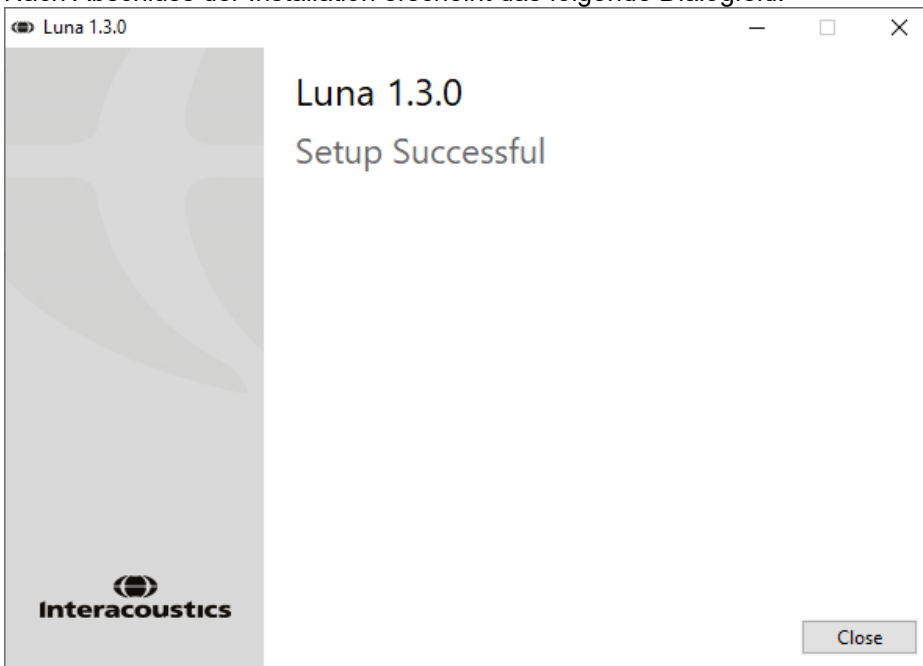 Nach Abschluss der Installation erscheint das folgende Dialogfeld:
Luna 1.3.0
Luna 1.3.0
Setup Successful
Interacoustics
Close